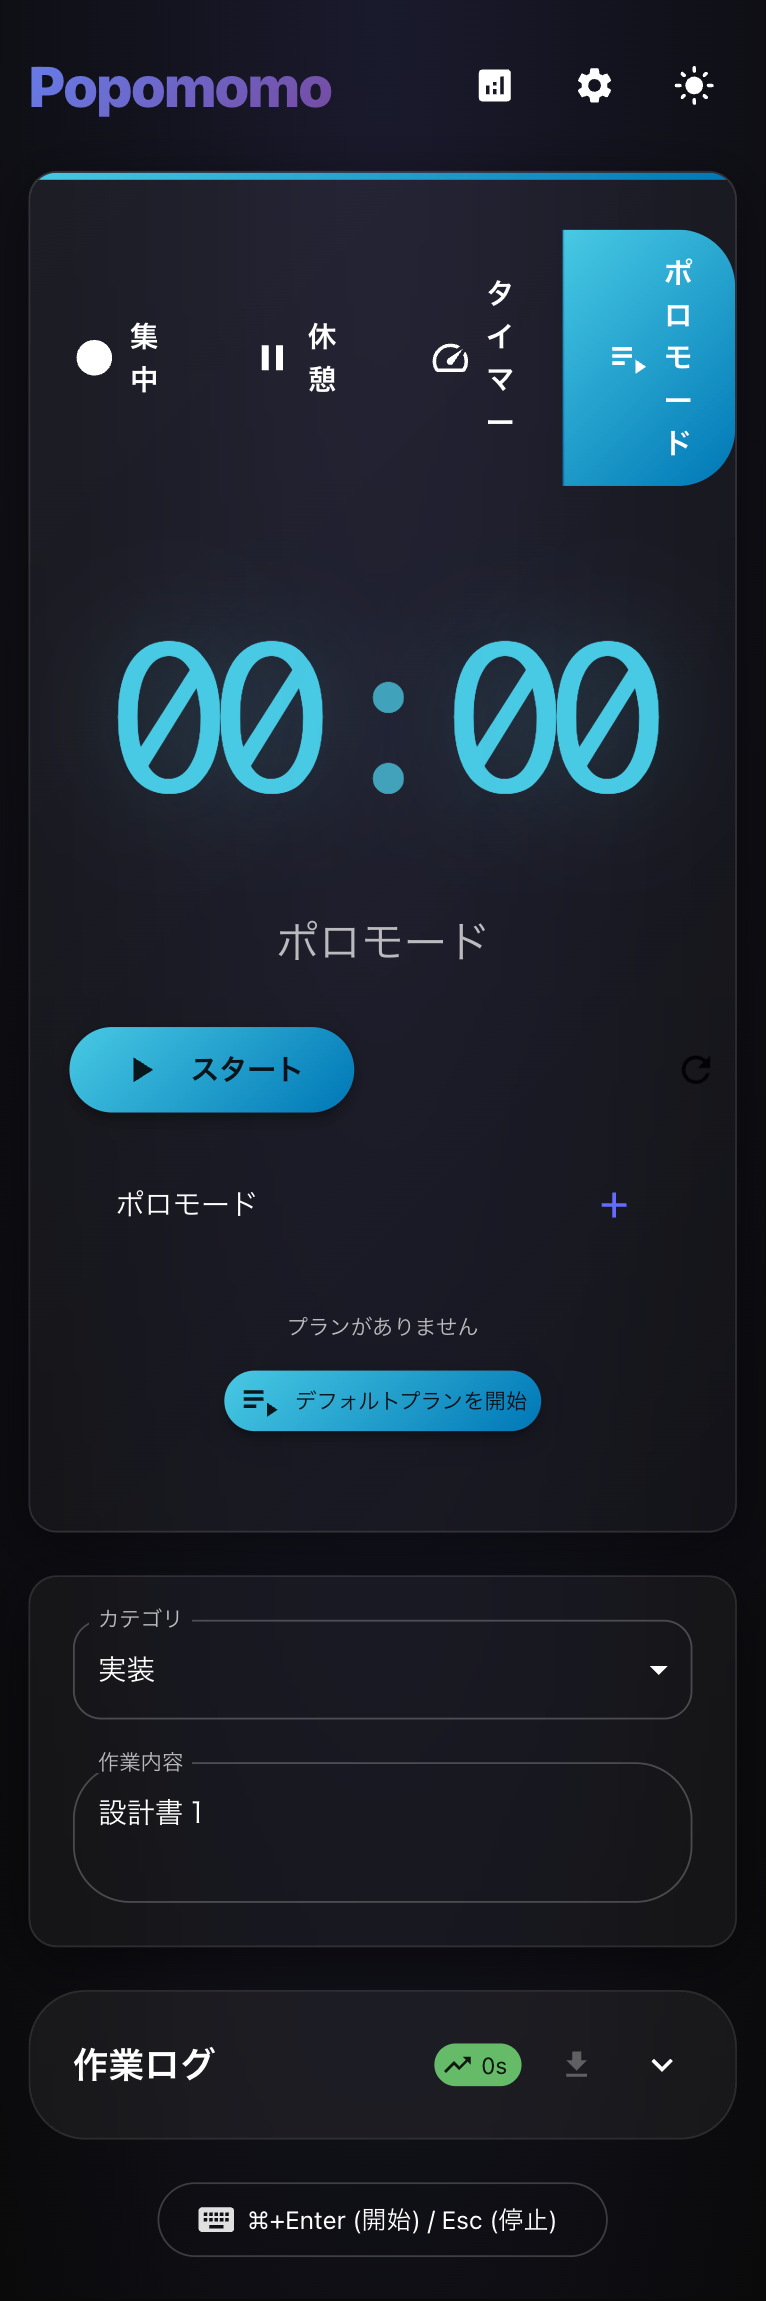 Popomomo
集中
休憩
タイマー
ポロモード
00:00
ポロモード
スタート
ポロモード
プランがありません
デフォルトプランを開始
カテゴリ
実装
作業内容
設計書 1
作業ログ
0s
⌘+Enter (開始) / Esc (停止)